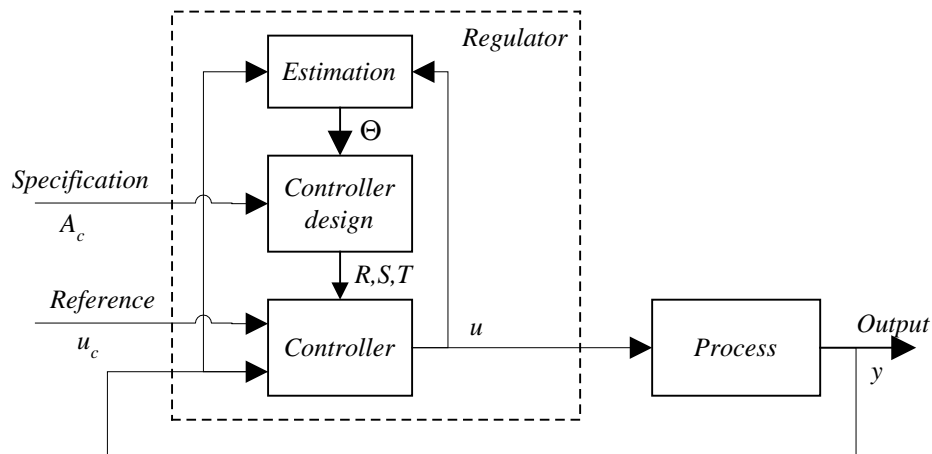 Regulator
Estimation
Θ
Specification
A_c
Controller
design
R,S,T
Reference
u_c
Controller
u
Process
Output
y